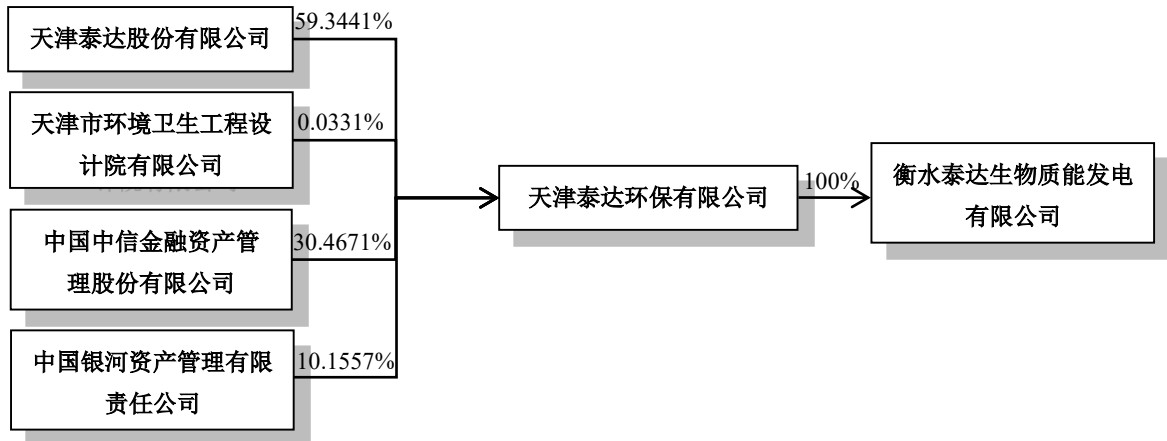 天津泰达股份有限公司
59.3441%
天津市环境卫生工程设
计院有限公司
0.0331%
中国中信金融资产管
理股份有限公司
30.4671%
中国银河资产管理有限
责任公司
10.1557%
天津泰达环保有限公司
100%
衡水泰达生物质能发电
有限公司